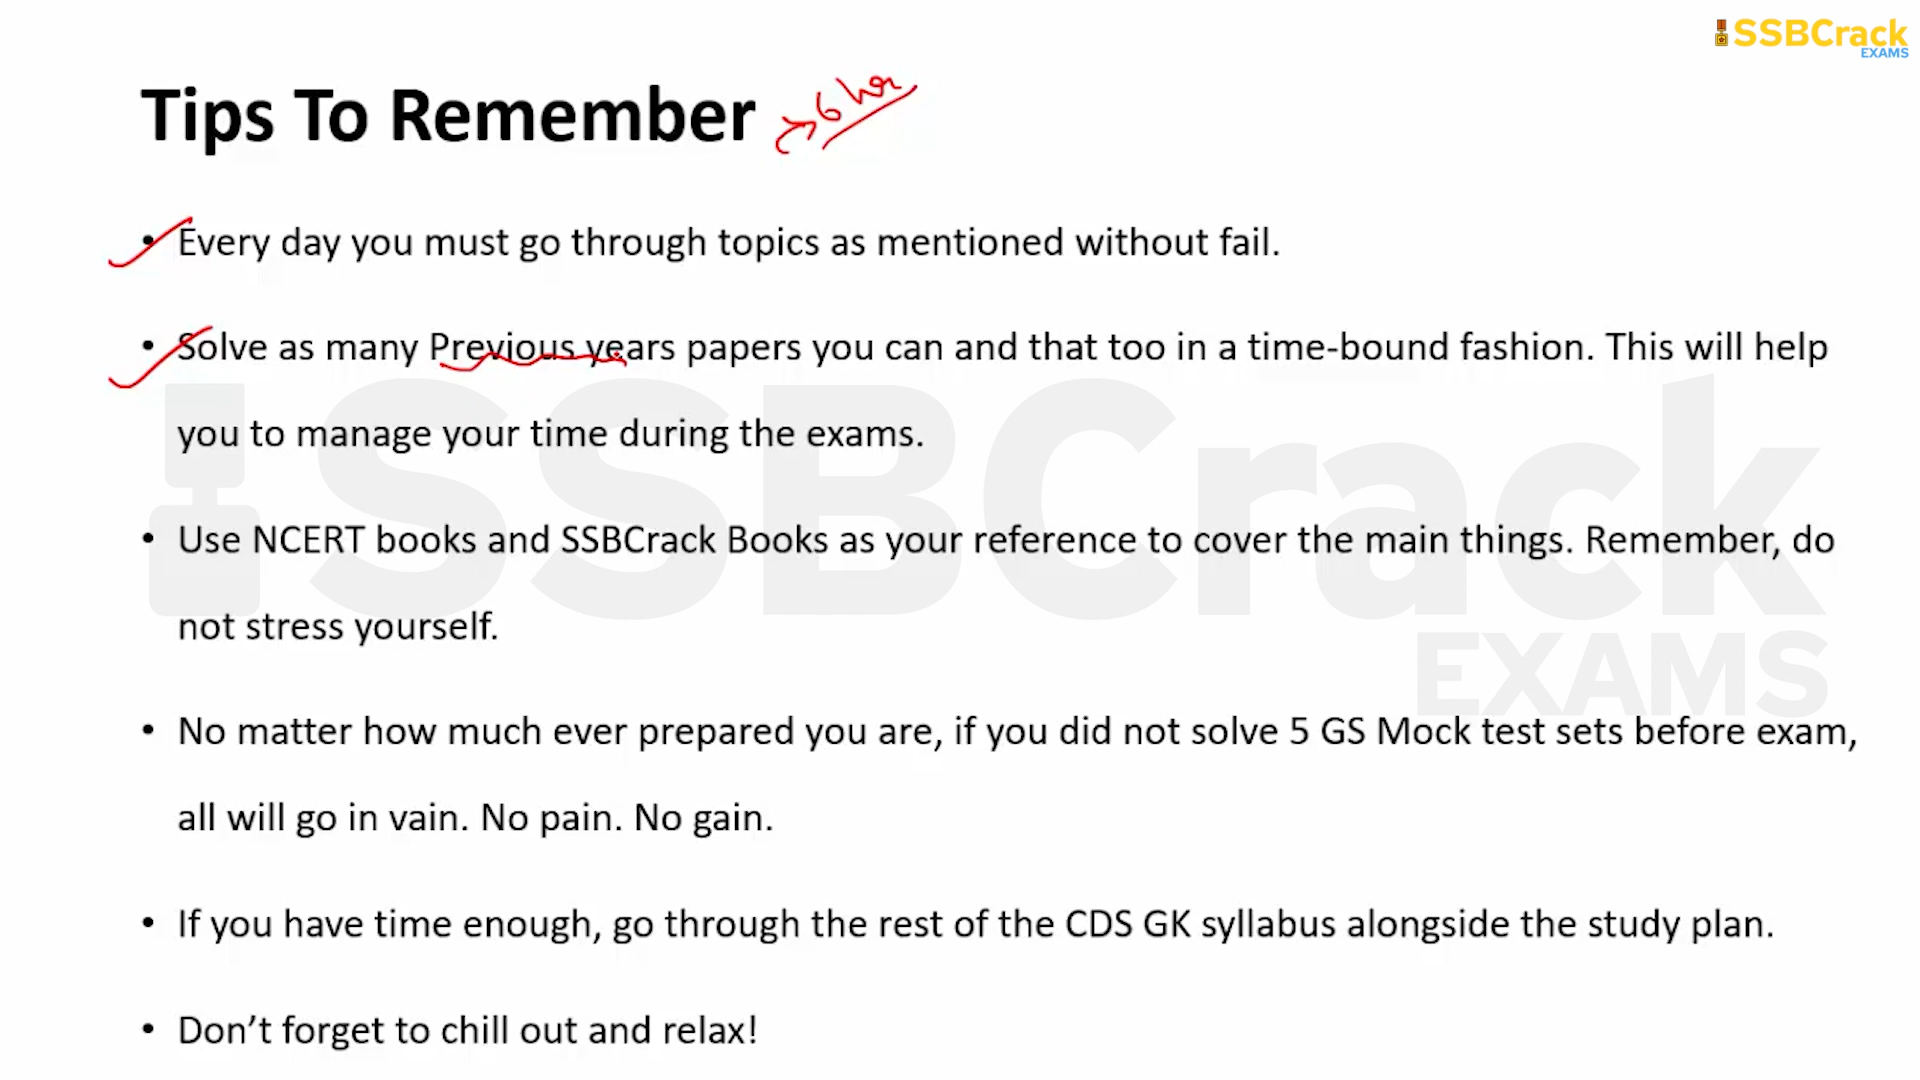 SSBCrack
EXAMS
Tips To Remember → 6 hr
• Every day you must go through topics as mentioned without fail.
• Solve as many Previous years papers you can and that too in a time-bound fashion. This will help
you to manage your time during the exams.
• Use NCERT books and SSBCrack Books as your reference to cover the main things. Remember, do
not stress yourself.
• No matter how much ever prepared you are, if you did not solve 5 GS Mock test sets before exam,
all will go in vain. No pain. No gain.
• If you have time enough, go through the rest of the CDS GK syllabus alongside the study plan.
• Don’t forget to chill out and relax!
SSBCrack
EXAMS